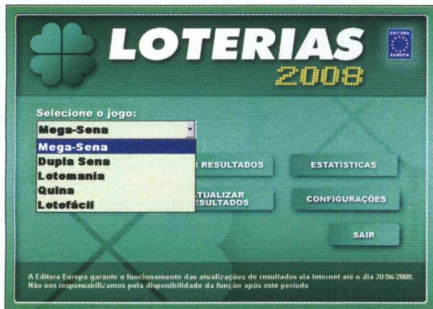 LOTERIAS
2008
EDITORA
EUROPA
Selecione o jogo:
Mega-Sena
Mega-Sena
Dupla Sena
Lotomania
Quina
Lotofácil
RESULTADOS
ESTATÍSTICAS
RESULTADOS
CONFIGURAÇÕES
SAIR
A Editora Europa garante o funcionamento das atualizações de resultados via Internet até o dia 20/06/2008.
Não nos responsabilizamos pela disponibilidade da função após este período